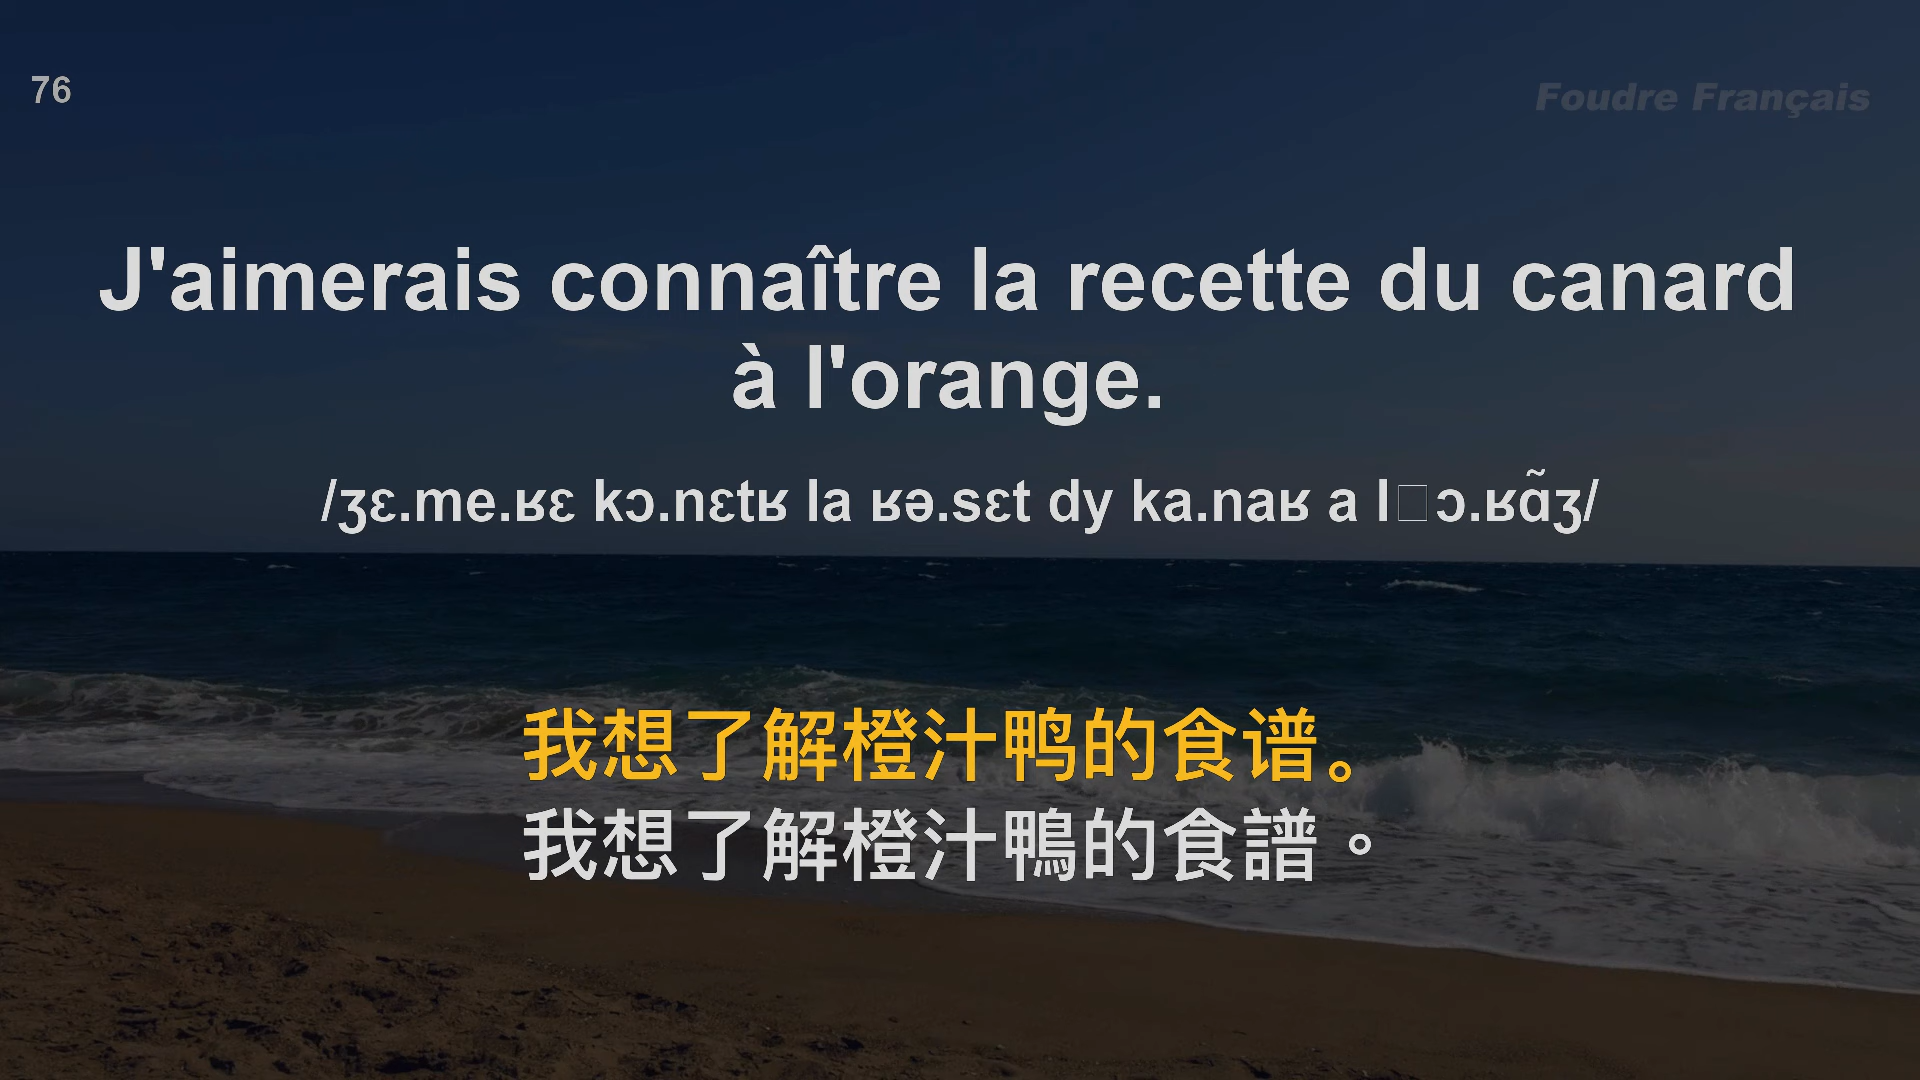 76
Foudre Français
J'aimerais connaître la recette du canard
à l'orange.
/ʒɛ.me.ʁɛ kɔ.nɛtʁ la ʁə.sɛt dy ka.naʁ a l□ɔ.ʁɑ̃ʒ/
我想了解橙汁鸭的食谱。
我想了解橙汁鴨的食譜。